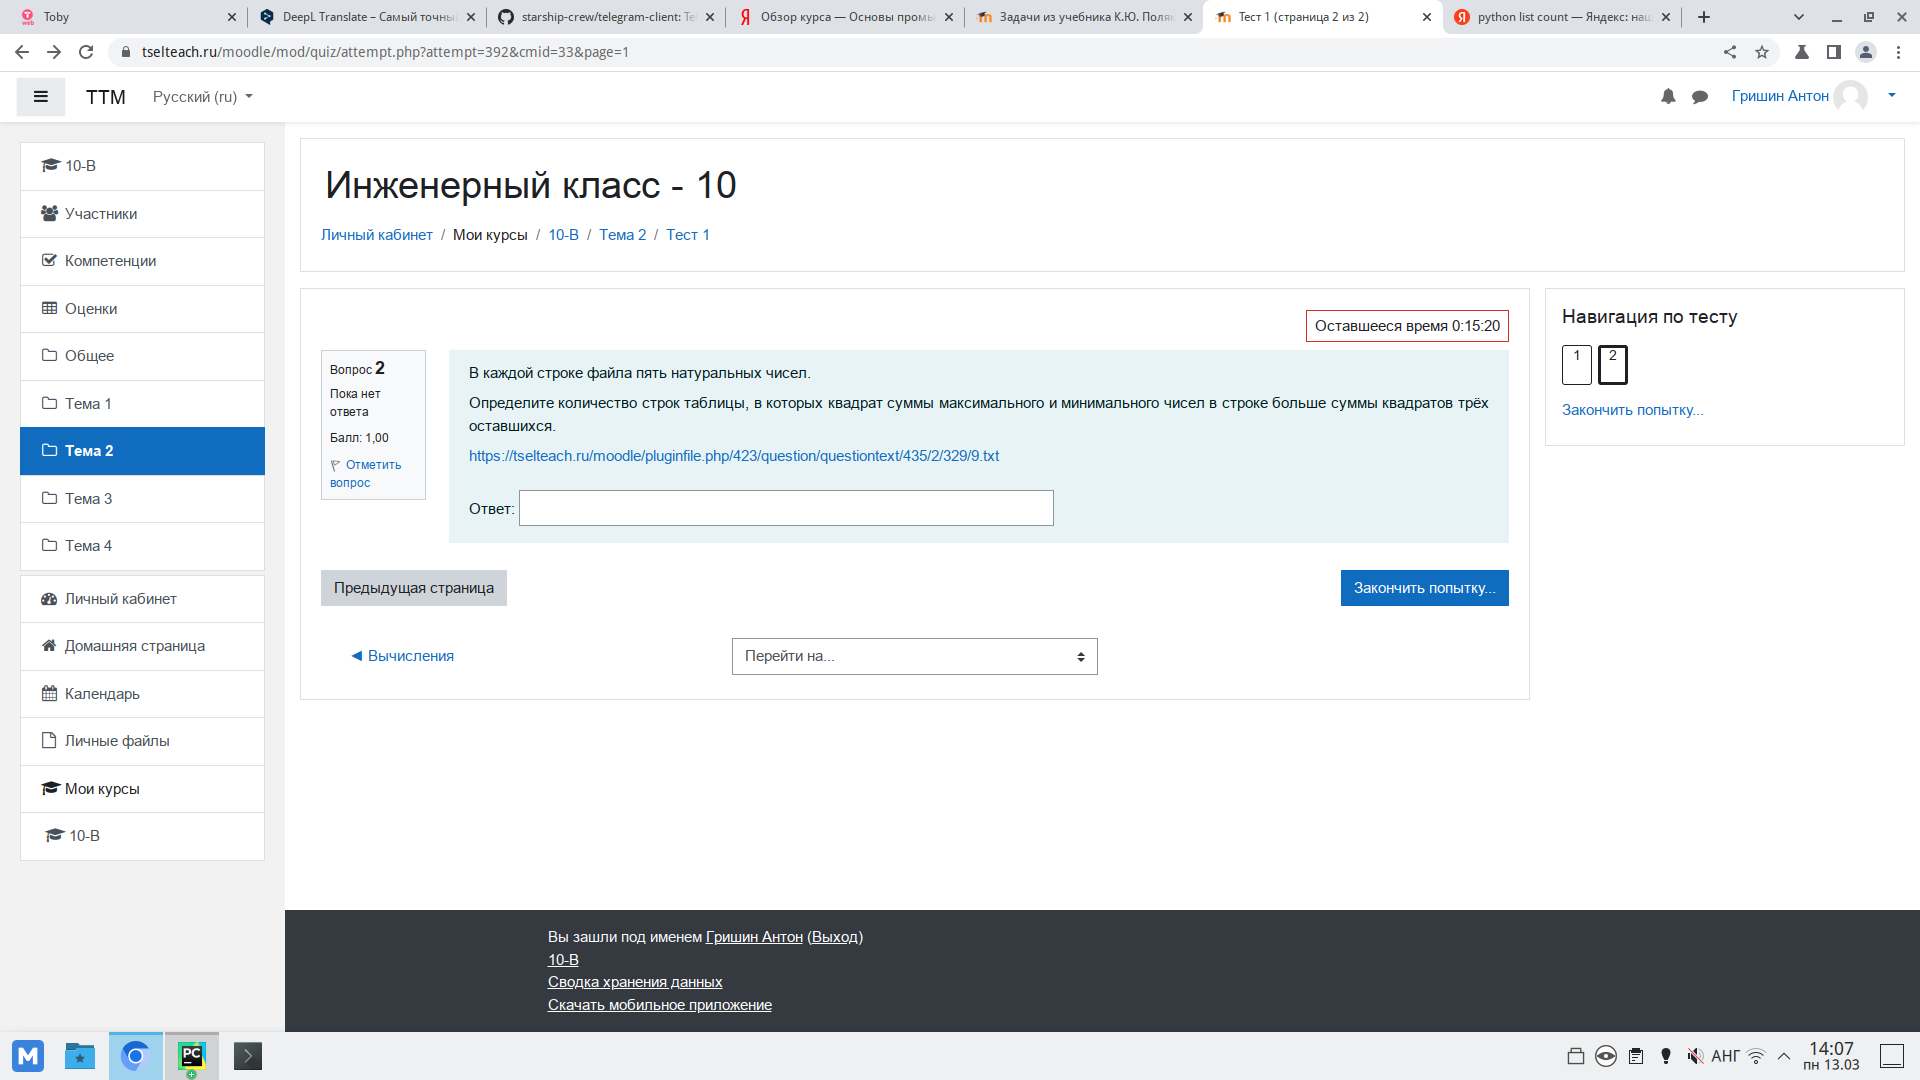 Toby
DeepL Translate – Самый точны
starship-crew/telegram-client: Te
Обзор курса — Основы промы
Задачи из учебника К.Ю. Поля
Тест 1 (страница 2 из 2)
python list count — Яндекс: на
tselteach.ru/moodle/mod/quiz/attempt.php?attempt=392&cmid=33&page=1
ТТМ
Русский (ru)
Гришин Антон
10-В
Участники
Компетенции
Оценки
Общее
Тема 1
Тема 2
Тема 3
Тема 4
Личный кабинет
Домашняя страница
Календарь
Личные файлы
Мои курсы
10-В
Инженерный класс - 10
Личный кабинет / Мои курсы / 10-В / Тема 2 / Тест 1
Оставшееся время 0:15:20
Вопрос 2
Пока нет
ответа
Балл: 1,00
Отметить
вопрос
В каждой строке файла пять натуральных чисел.
Определите количество строк таблицы, в которых квадрат суммы максимального и минимального чисел в строке больше суммы квадратов трёх
оставшихся.
https://tselteach.ru/moodle/pluginfile.php/423/question/questiontext/435/2/329/9.txt
Ответ:
Предыдущая страница
Закончить попытку...
◄ Вычисления
Перейти на...
Навигация по тесту
1
2
Закончить попытку...
Вы зашли под именем Гришин Антон (Выход)
10-В
Сводка хранения данных
Скачать мобильное приложение
M
PC
АНГ
14:07
пн 13.03